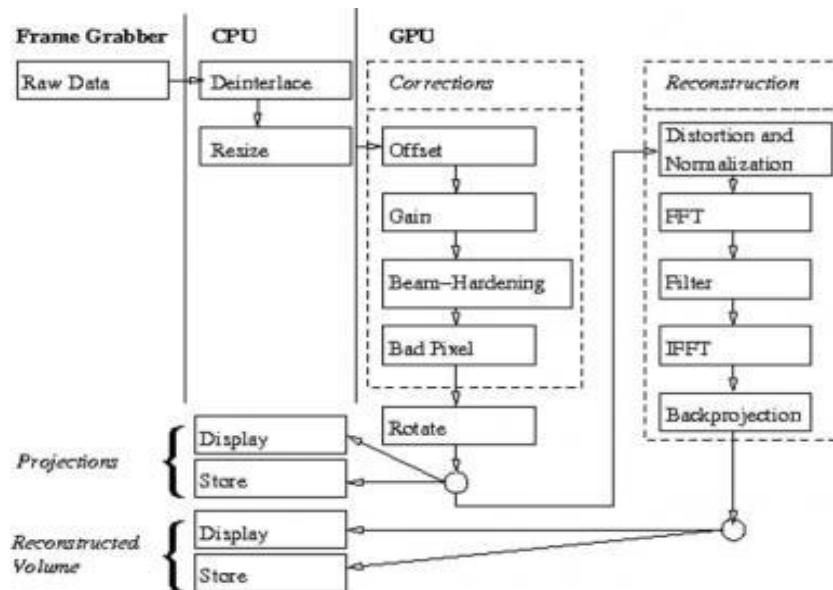 Frame Grabber
CPU
GPU
Raw Data
Deinterlace
Resize
Corrections
Offset
Gain
Beam-Hardening
Bad Pixel
Rotate
Reconstruction
Distortion and
Normalization
FFT
Filter
IFFT
Backprojection
Projections
Display
Store
Reconstructed
Volume
Display
Store